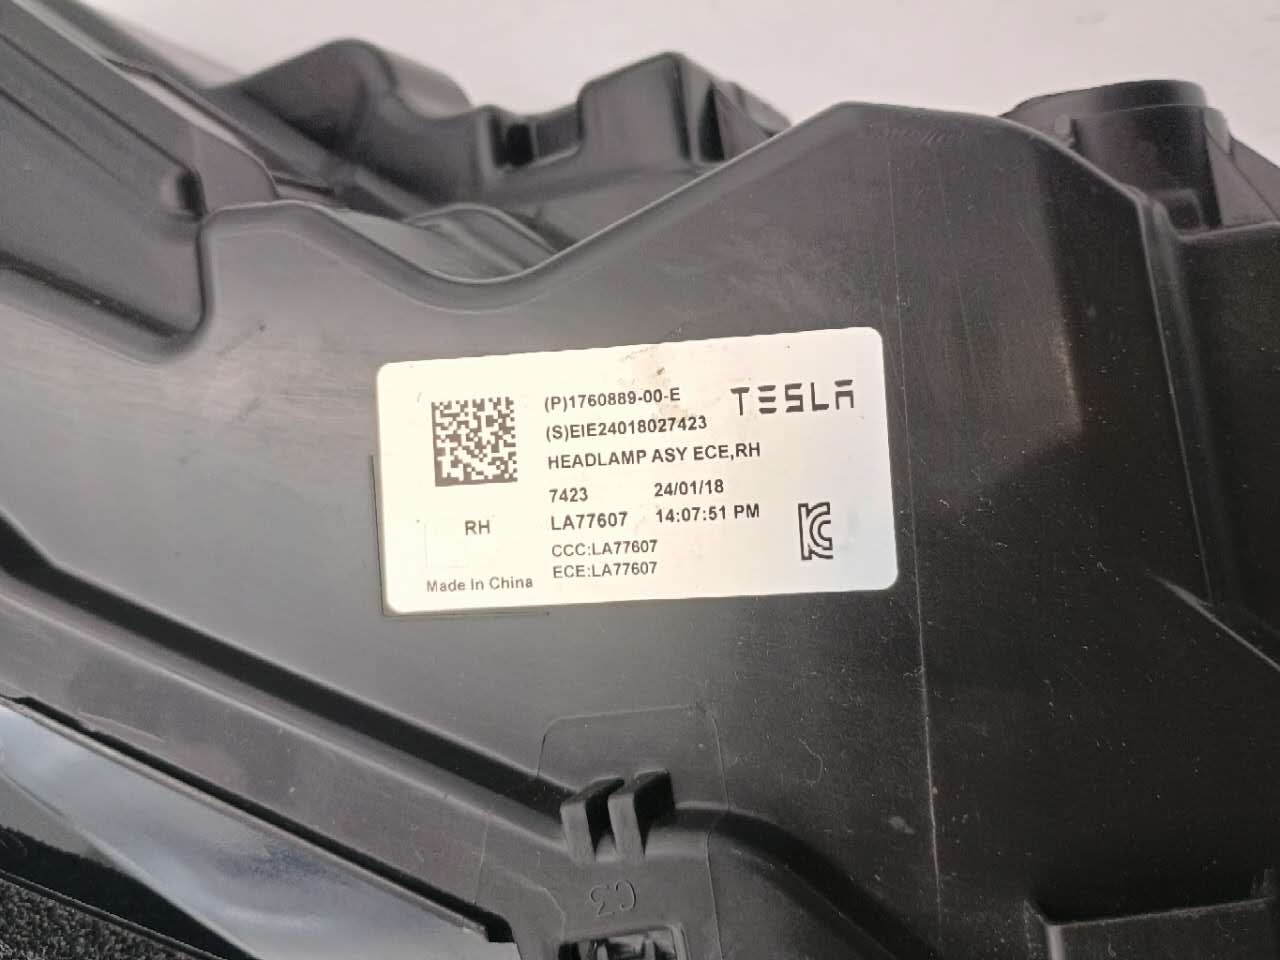 (P)1760889-00-E
TESLA
(S)EIE24018027423
HEADLAMP ASY ECE,RH
7423 24/01/18
RH
LA77607 14:07:51 PM
CCC:LA77607
ECE:LA77607
Made In China
KC
C3